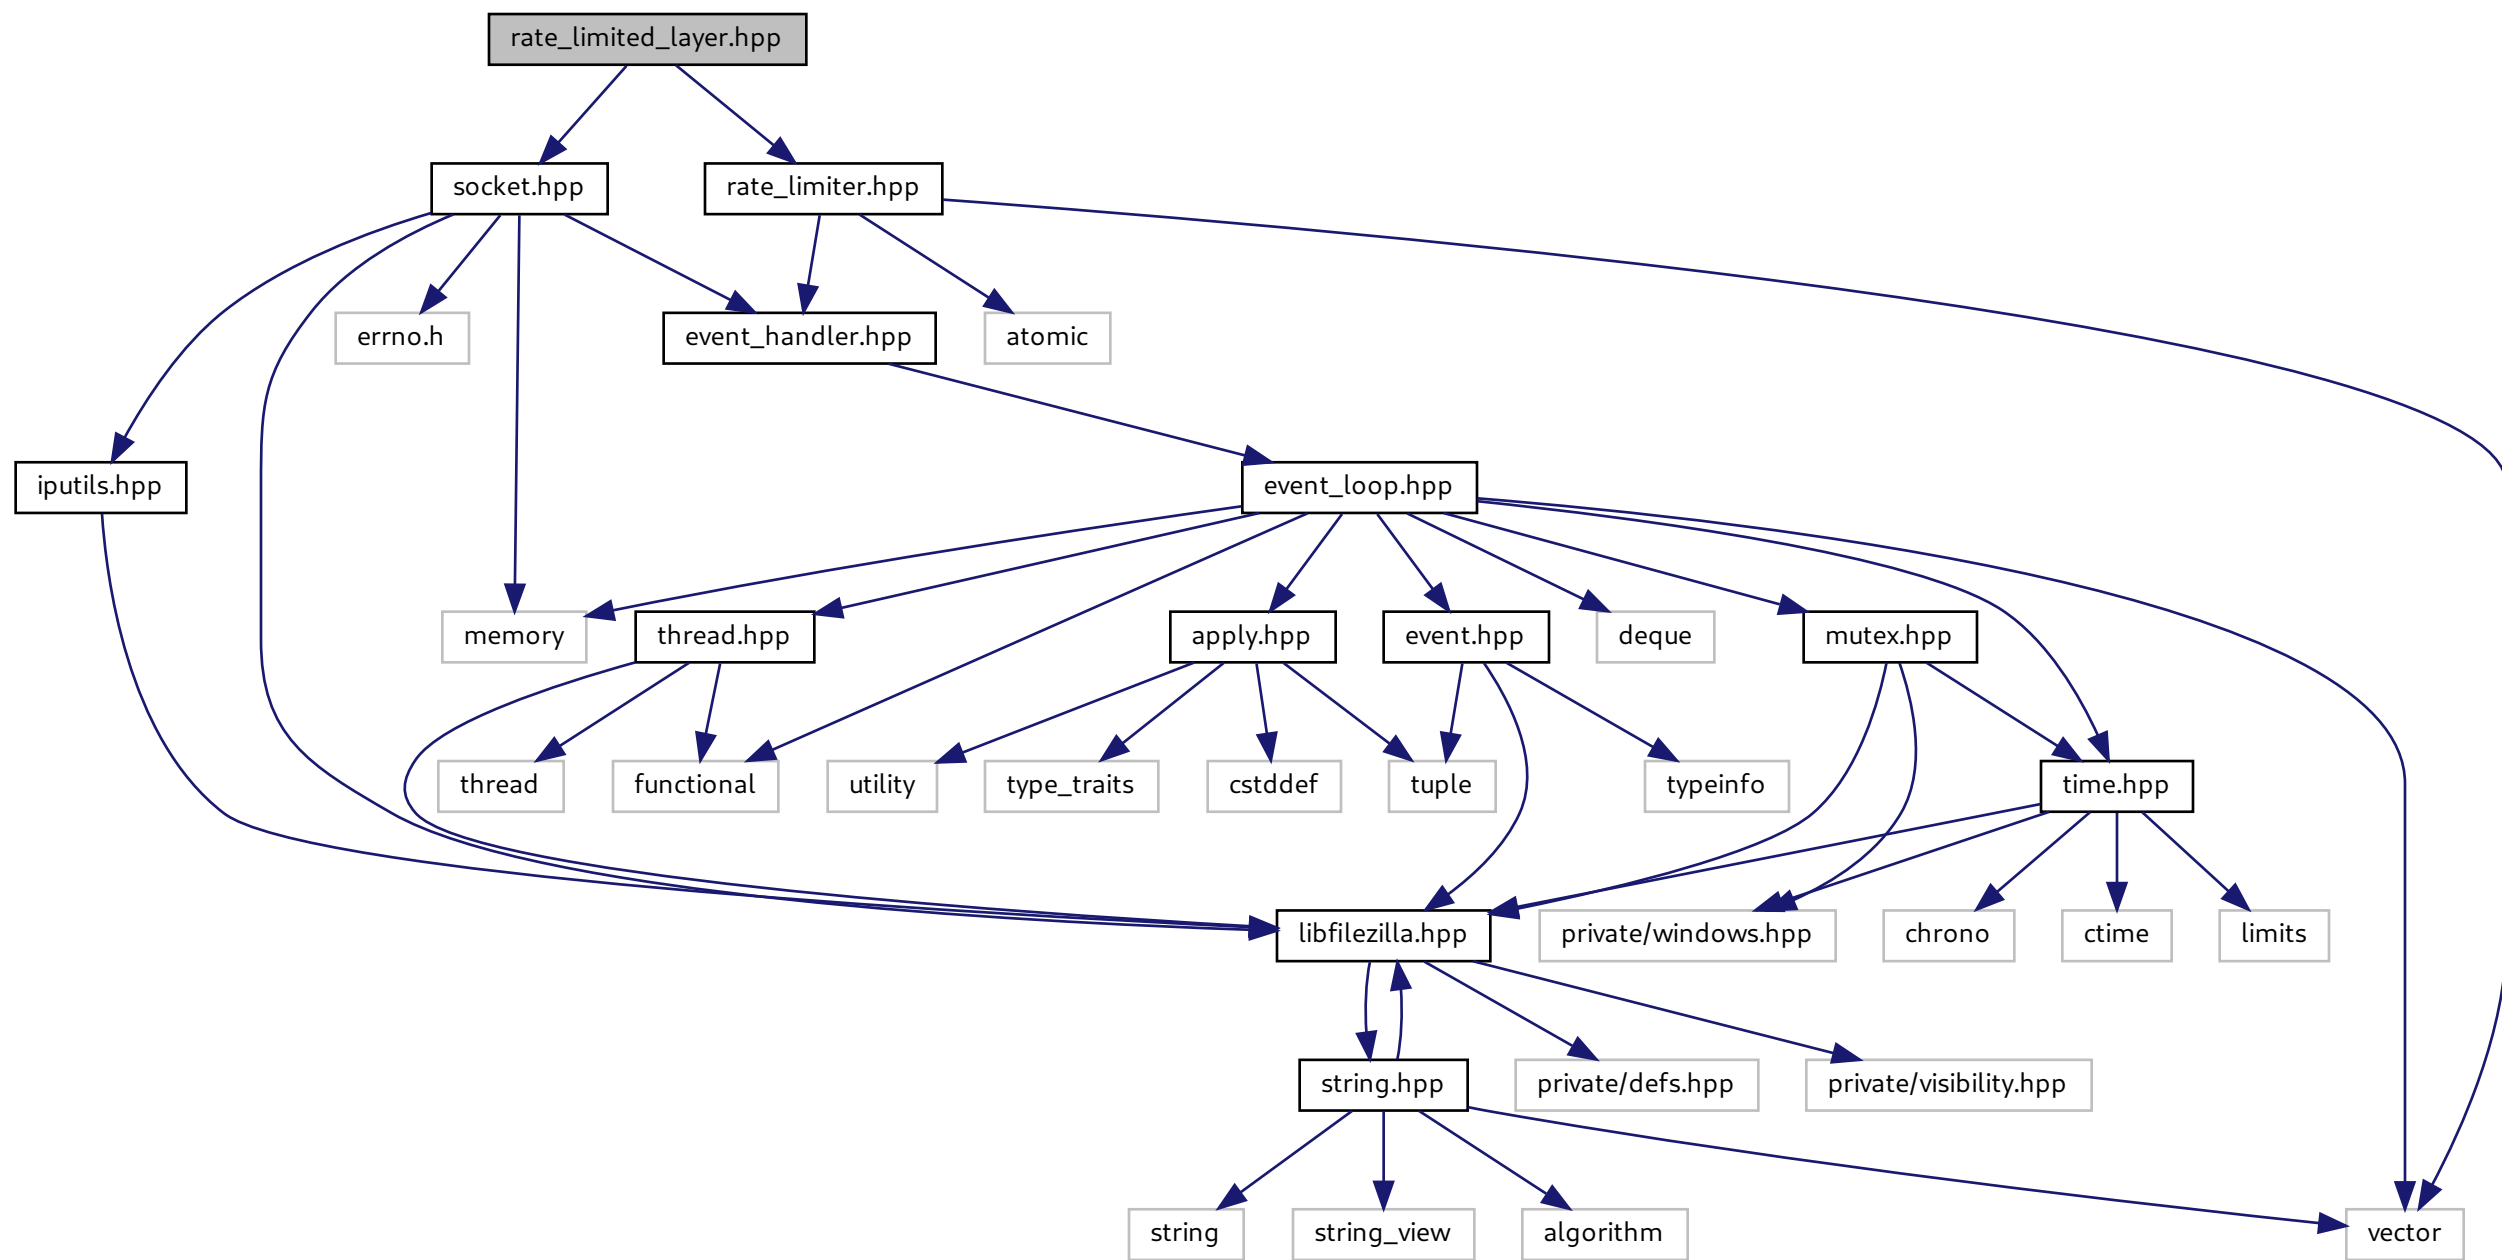 rate_limited_layer.hpp
socket.hpp
rate_limiter.hpp
errno.h
event_handler.hpp
atomic
iputils.hpp
event_loop.hpp
memory
thread.hpp
apply.hpp
event.hpp
deque
mutex.hpp
thread
functional
utility
type_traits
cstddef
tuple
typeinfo
time.hpp
libfilezilla.hpp
private/windows.hpp
chrono
ctime
limits
string.hpp
private/defs.hpp
private/visibility.hpp
string
string_view
algorithm
vector